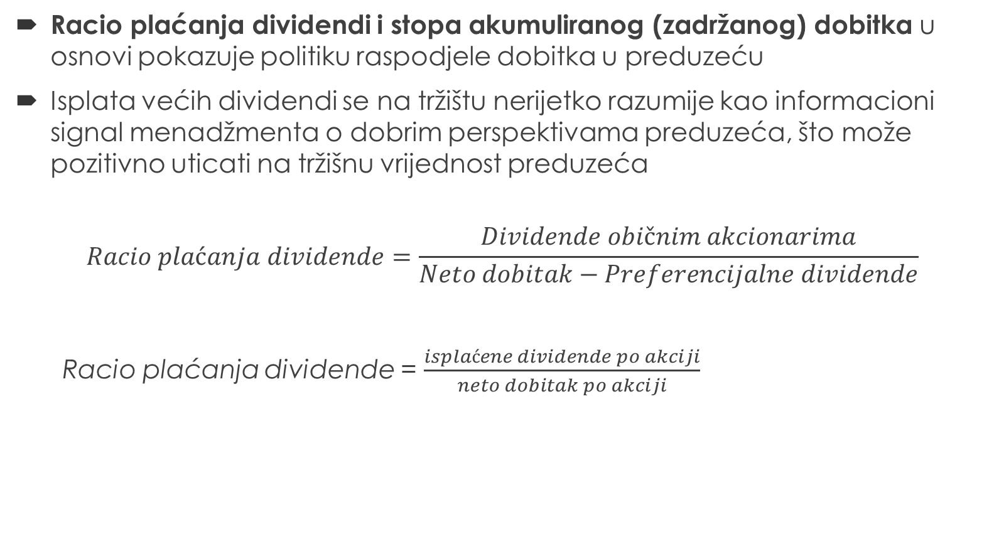 Racio plaćanja dividendi i stopa akumuliranog (zadržanog) dobitka u
osnovi pokazuje politiku raspodjele dobitka u preduzeću
Isplata većih dividendi se na tržištu nerijetko razumije kao informacioni
signal menadžmenta o dobrim perspektivama preduzeća, što može
pozitivno uticati na tržišnu vrijednost preduzeća
Racio plaćanja dividende = Dividende običnim akcionarima / Neto dobitak − Preferencijalne dividende
Racio plaćanja dividende = isplaćene dividende po akciji / neto dobitak po akciji